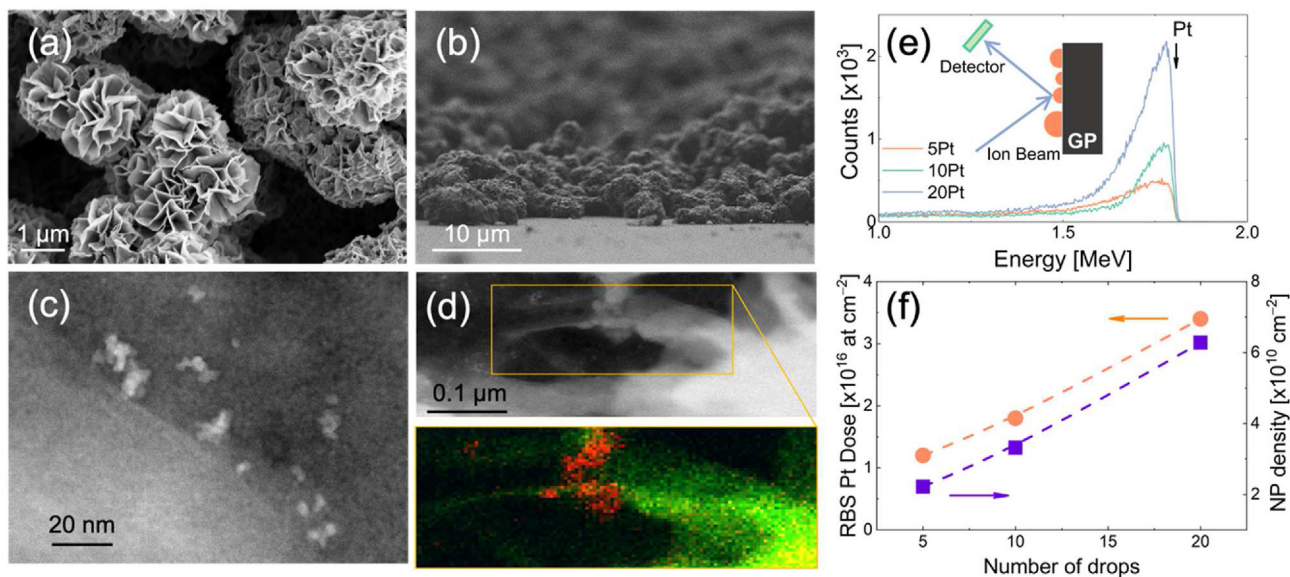 (a)
1 μm
(b)
10 μm
(c)
20 nm
(d)
0.1 μm
(e)
Counts [x10³]
2
1
0
1.0
1.5
2.0
Energy [MeV]
Detector
Ion Beam
GP
Pt
5Pt
10Pt
20Pt
(f)
RBS Pt Dose [x10¹⁶ at cm⁻²]
4
3
2
1
0
5
10
15
20
Number of drops
8
6
4
2
NP density [x10¹⁰ cm⁻²]